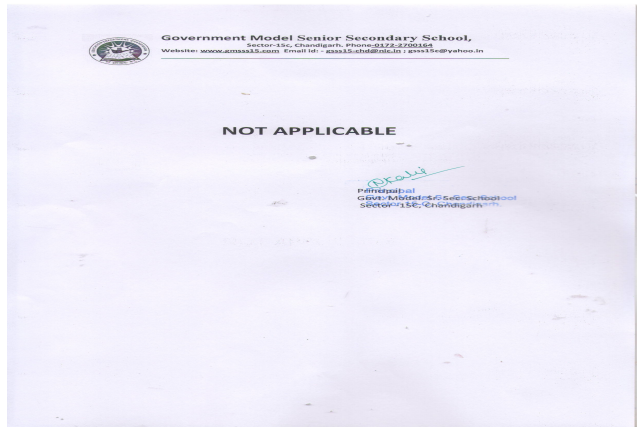 Government Model Senior Secondary School,
Sector-15c, Chandigarh. Phone-0172-2700164
Website: www.gmsss15.com Email id: - gsss15-chd@nic.in ; gsss15c@yahoo.in
NOT APPLICABLE
Principal
Govt. Model Sr. Sec School
Sector -15C, Chandigarh